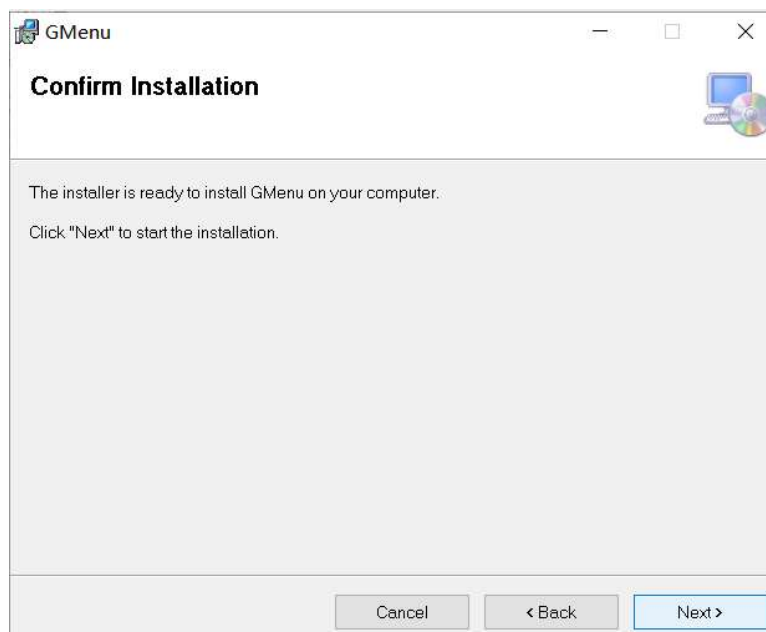 GMenu
Confirm Installation
The installer is ready to install GMenu on your computer.
Click "Next" to start the installation.
Cancel
< Back
Next >